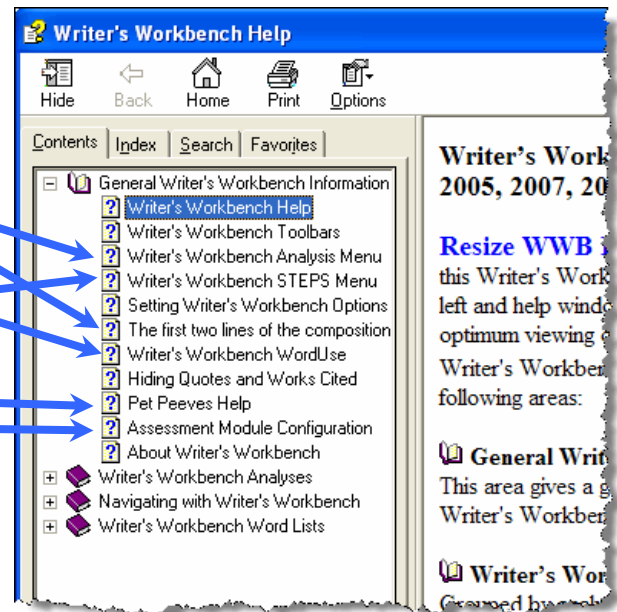 Writer's Workbench Help
Hide Back Home Print Options
Contents Index Search Favorites
General Writer's Workbench Information
Writer's Workbench Help
Writer's Workbench Toolbars
Writer's Workbench Analysis Menu
Writer's Workbench STEPS Menu
Setting Writer's Workbench Options
The first two lines of the composition
Writer's Workbench WordUse
Hiding Quotes and Works Cited
Pet Peeves Help
Assessment Module Configuration
About Writer's Workbench
Writer's Workbench Analyses
Navigating with Writer's Workbench
Writer's Workbench Word Lists
Writer's Work
2005, 2007, 20
Resize WWB
this Writer's Work
left and help windo
optimum viewing
Writer's Workben
following areas:
General Writ
This area gives a g
Writer's Workben
Writer's Wor
Grouped by